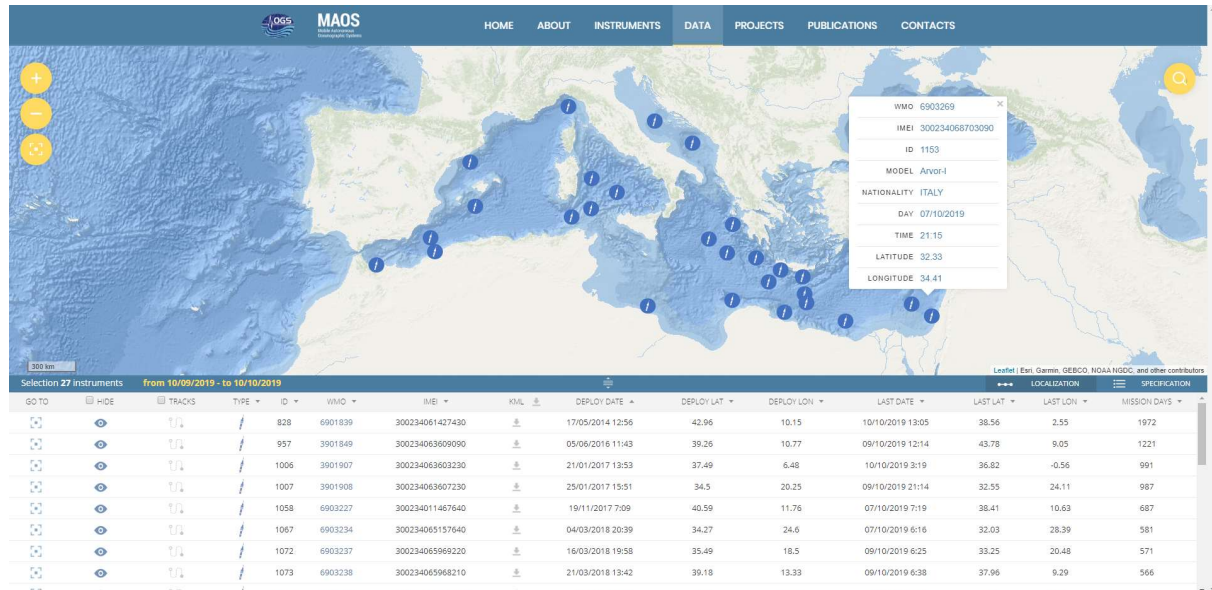 OGS MAOS HOME ABOUT INSTRUMENTS DATA PROJECTS PUBLICATIONS CONTACTS
Mobile Autonomous
Oceanographic Systems
+
−
WMO 6903269 ×
IMEI 300234068703090
ID 1153
MODEL Arvor-I
NATIONALITY ITALY
DAY 07/10/2019
TIME 21:15
LATITUDE 32.33
LONGITUDE 34.41
300 km
Leaflet | Esri, Garmin, GEBCO, NOAA NGDC, and other contributors
Selection 27 instruments from 10/09/2019 - to 10/10/2019 LOCALIZATION SPECIFICATION
GO TO HIDE TRACKS TYPE ID WMO IMEI KML DEPLOY DATE DEPLOY LAT DEPLOY LON LAST DATE LAST LAT LAST LON MISSION DAYS
828 6901839 300234061427430 17/05/2014 12:56 42.96 10.15 10/10/2019 13:05 38.56 2.55 1972
957 3901849 300234063609090 05/06/2016 11:43 39.26 10.77 09/10/2019 12:14 43.78 9.05 1221
1006 3901907 300234063603230 21/01/2017 13:53 37.49 6.48 10/10/2019 3:19 36.82 -0.56 991
1007 3901908 300234063607230 25/01/2017 15:51 34.5 20.25 09/10/2019 21:14 32.55 24.11 987
1058 6903227 300234011467640 19/11/2017 7:09 40.59 11.76 07/10/2019 7:19 38.41 10.63 687
1067 6903234 300234065157640 04/03/2018 20:39 34.27 24.6 07/10/2019 6:16 32.03 28.39 581
1072 6903237 300234065969220 16/03/2018 19:58 35.49 18.5 09/10/2019 6:25 33.25 20.48 571
1073 6903238 300234065968210 21/03/2018 13:42 39.18 13.33 09/10/2019 6:38 37.96 9.29 566